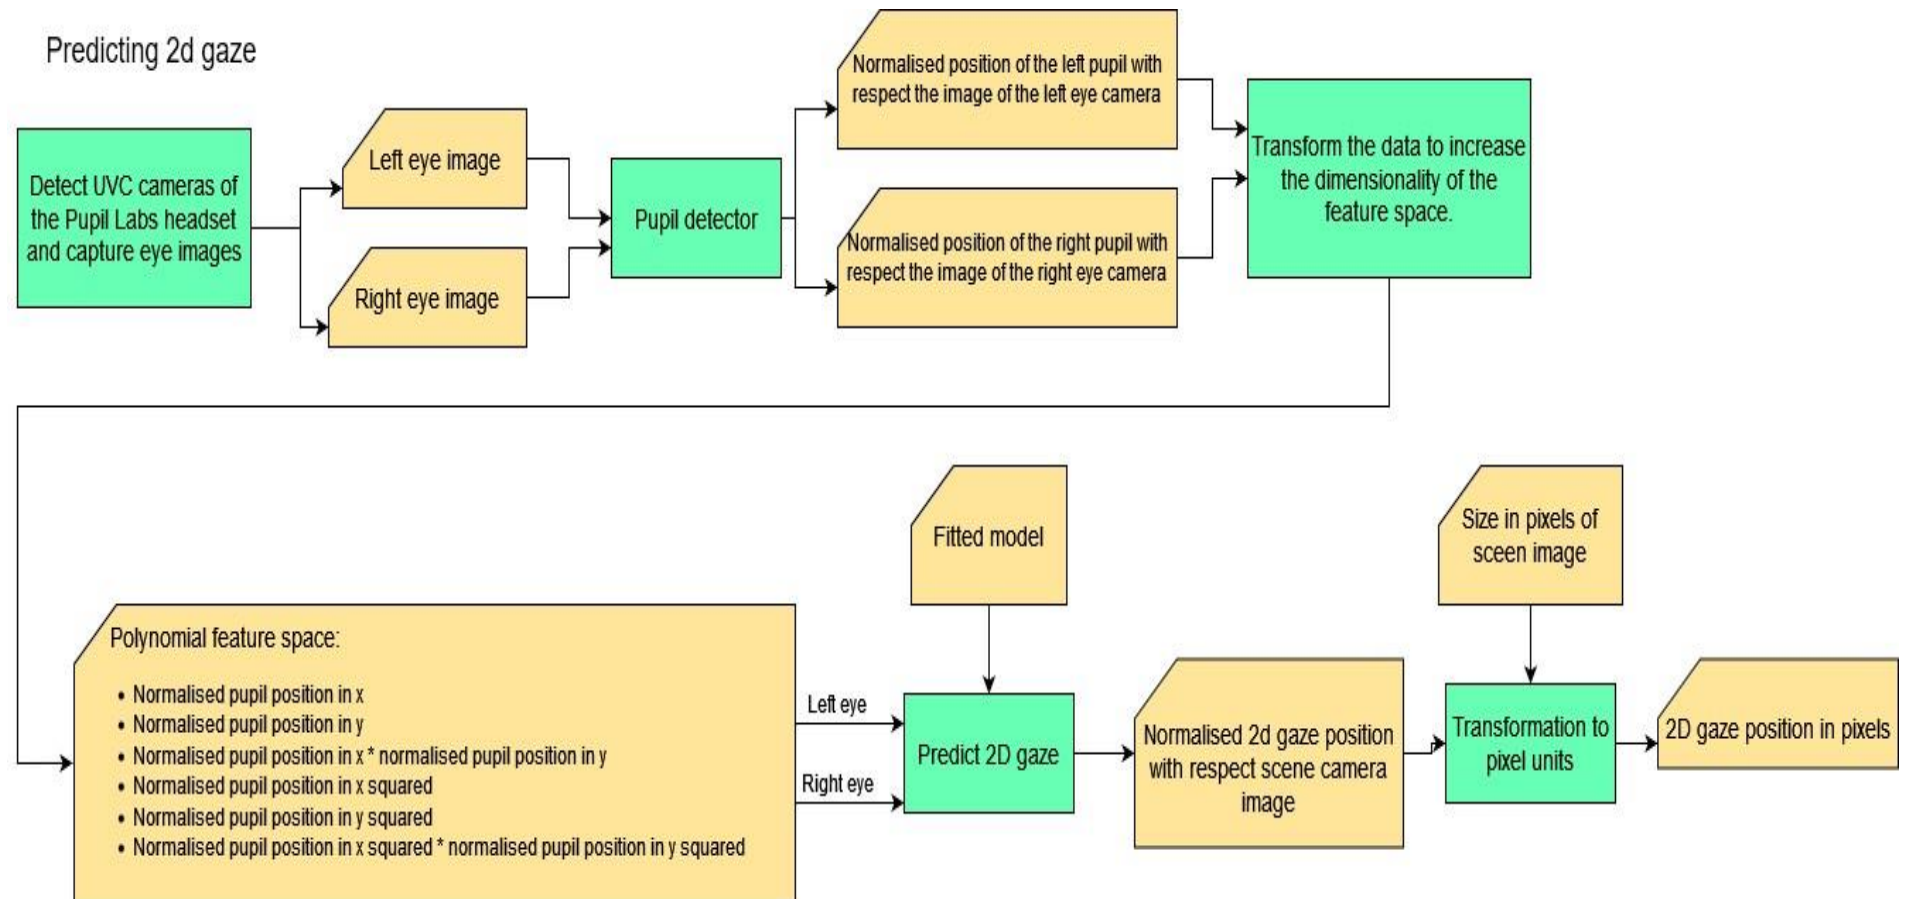 Predicting 2d gaze
Detect UVC cameras of
the Pupil Labs headset
and capture eye images
Left eye image
Right eye image
Pupil detector
Normalised position of the left pupil with
respect the image of the left eye camera
Normalised position of the right pupil with
respect the image of the right eye camera
Transform the data to increase
the dimensionality of the
feature space.
Polynomial feature space:
• Normalised pupil position in x
• Normalised pupil position in y
• Normalised pupil position in x * normalised pupil position in y
• Normalised pupil position in x squared
• Normalised pupil position in y squared
• Normalised pupil position in x squared * normalised pupil position in y squared
Left eye
Right eye
Fitted model
Predict 2D gaze
Normalised 2d gaze position
with respect scene camera
image
Size in pixels of
sceen image
Transformation to
pixel units
2D gaze position in pixels